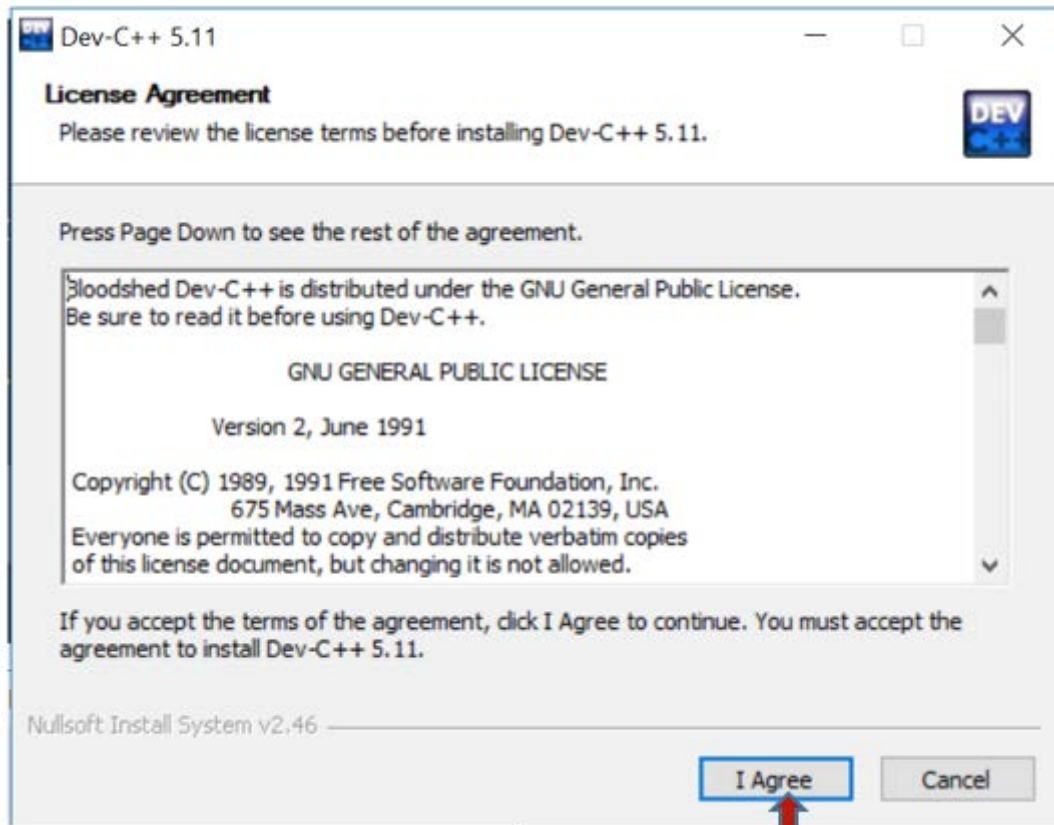 Dev-C++ 5.11
License Agreement
Please review the license terms before installing Dev-C++ 5.11.
DEV
C++
Press Page Down to see the rest of the agreement.
Bloodshed Dev-C++ is distributed under the GNU General Public License.
Be sure to read it before using Dev-C++.
GNU GENERAL PUBLIC LICENSE
Version 2, June 1991
Copyright (C) 1989, 1991 Free Software Foundation, Inc.
675 Mass Ave, Cambridge, MA 02139, USA
Everyone is permitted to copy and distribute verbatim copies
of this license document, but changing it is not allowed.
If you accept the terms of the agreement, click I Agree to continue. You must accept the
agreement to install Dev-C++ 5.11.
Nullsoft Install System v2.46
I Agree
Cancel